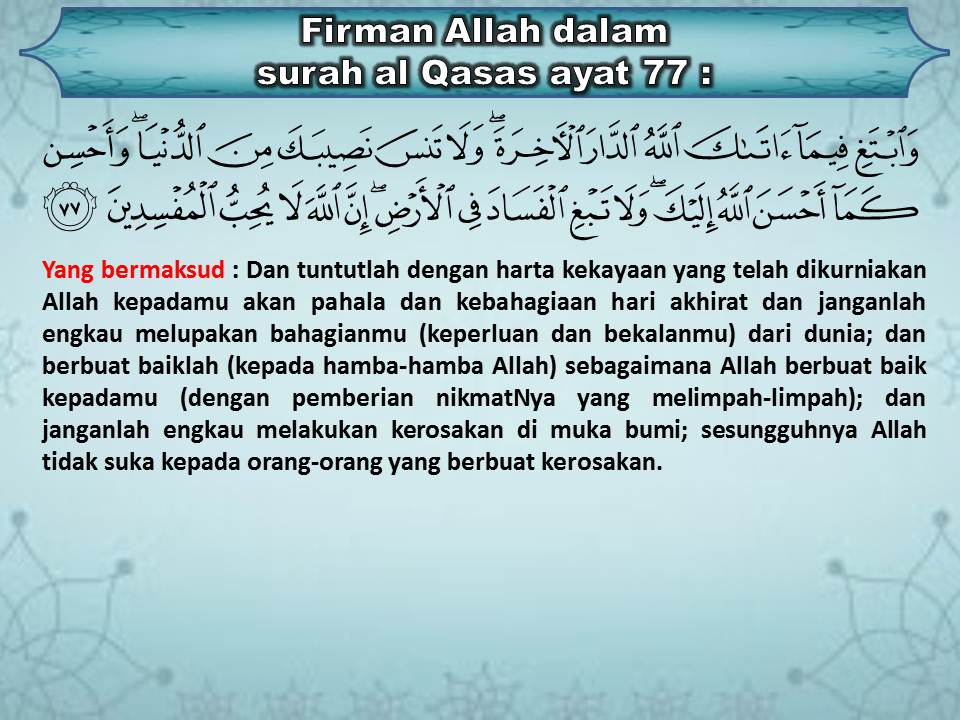 Firman Allah dalam
surah al Qasas ayat 77 :
وَٱبۡتَغِ فِيمَآ ءَاتَىٰكَ ٱللَّهُ ٱلدَّارَ ٱلۡأٓخِرَةَۖ وَلَا تَنسَ نَصِيبَكَ مِنَ ٱلدُّنۡيَاۖ وَأَحۡسِن
كَمَآ أَحۡسَنَ ٱللَّهُ إِلَيۡكَۖ وَلَا تَبۡغِ ٱلۡفَسَادَ فِي ٱلۡأَرۡضِۖ إِنَّ ٱللَّهَ لَا يُحِبُّ ٱلۡمُفۡسِدِينَ ٧٧
Yang bermaksud : Dan tuntutlah dengan harta kekayaan yang telah dikurniakan
Allah kepadamu akan pahala dan kebahagiaan hari akhirat dan janganlah
engkau melupakan bahagianmu (keperluan dan bekalanmu) dari dunia; dan
berbuat baiklah (kepada hamba-hamba Allah) sebagaimana Allah berbuat baik
kepadamu (dengan pemberian nikmatNya yang melimpah-limpah); dan
janganlah engkau melakukan kerosakan di muka bumi; sesungguhnya Allah
tidak suka kepada orang-orang yang berbuat kerosakan.